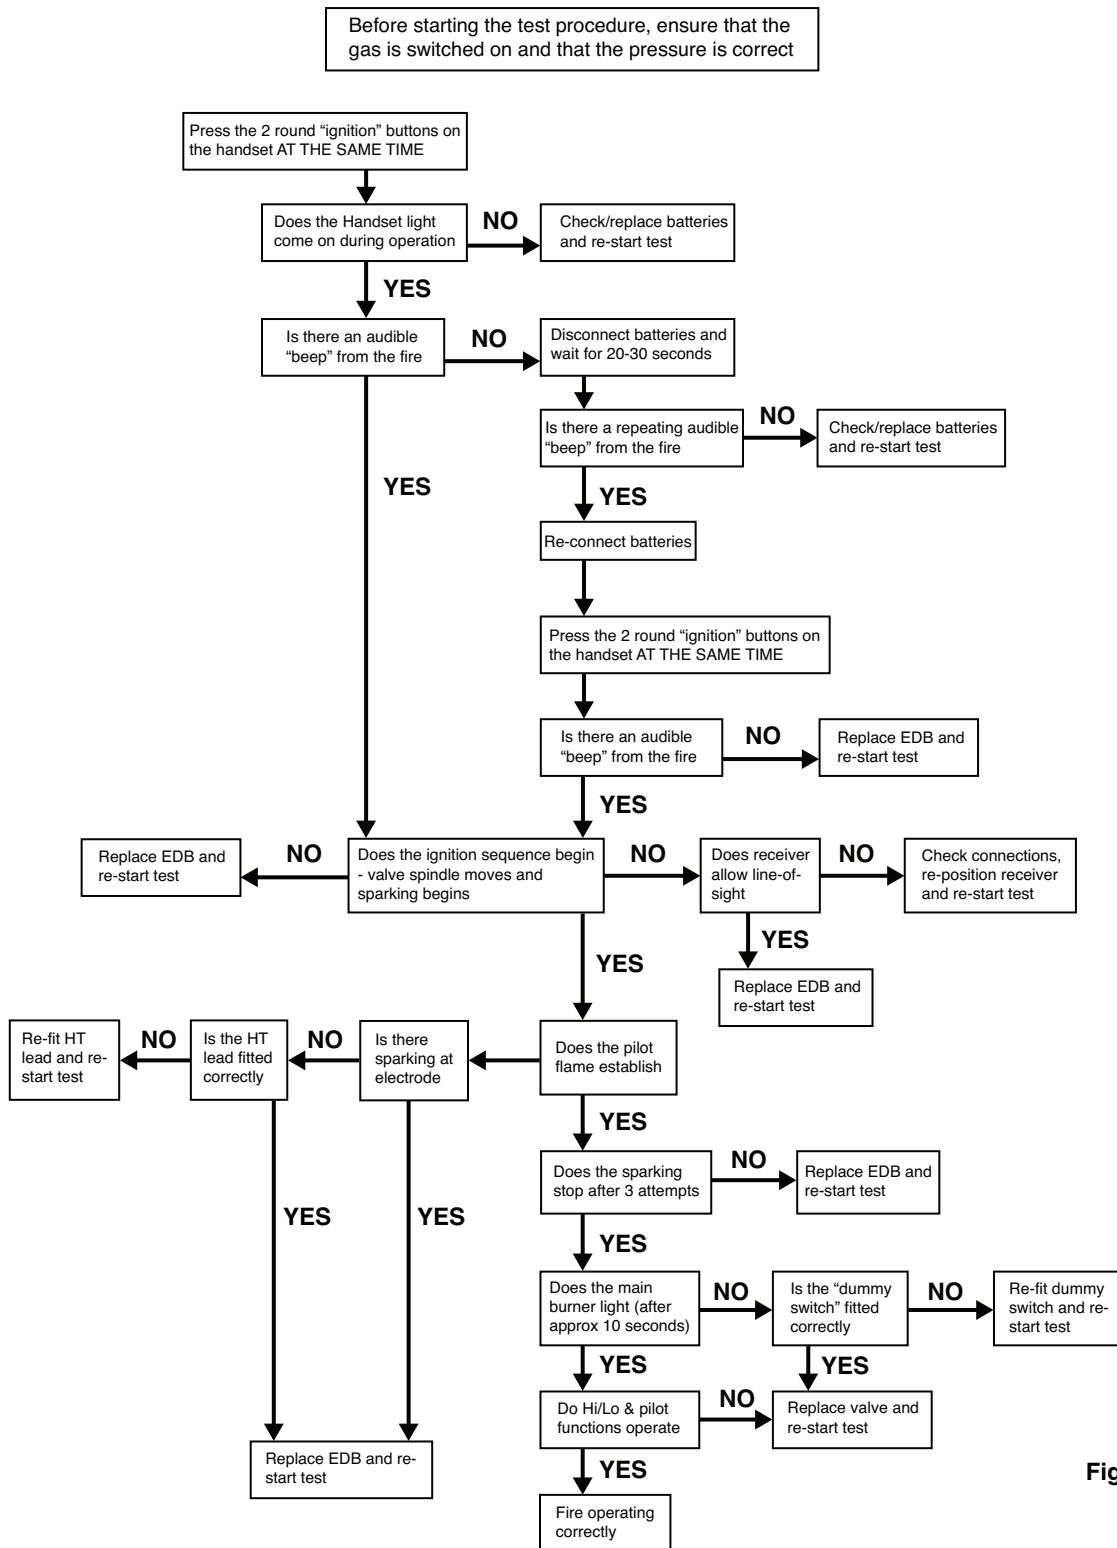 Before starting the test procedure, ensure that the
gas is switched on and that the pressure is correct
Press the 2 round “ignition” buttons on
the handset AT THE SAME TIME
Does the Handset light
come on during operation
NO
Check/replace batteries
and re-start test
YES
Is there an audible
“beep” from the fire
NO
Disconnect batteries and
wait for 20-30 seconds
Is there a repeating audible
“beep” from the fire
NO
Check/replace batteries
and re-start test
YES
YES
Re-connect batteries
Press the 2 round “ignition” buttons on
the handset AT THE SAME TIME
Is there an audible
“beep” from the fire
NO
Replace EDB and
re-start test
YES
Replace EDB and
re-start test
NO
Does the ignition sequence begin
- valve spindle moves and
sparking begins
NO
Does receiver
allow line-of-
sight
NO
Check connections,
re-position receiver
and re-start test
YES
YES
Replace EDB and
re-start test
Re-fit HT
lead and re-
start test
NO
Is the HT
lead fitted
correctly
NO
Is there
sparking at
electrode
Does the pilot
flame establish
YES
Does the sparking
stop after 3 attempts
NO
Replace EDB and
re-start test
YES
YES
YES
Does the main
burner light (after
approx 10 seconds)
NO
Is the “dummy
switch” fitted
correctly
NO
Re-fit dummy
switch and re-
start test
YES
YES
Do Hi/Lo & pilot
functions operate
NO
Replace valve and
re-start test
Replace EDB and re-
start test
YES
Fig
Fire operating
correctly